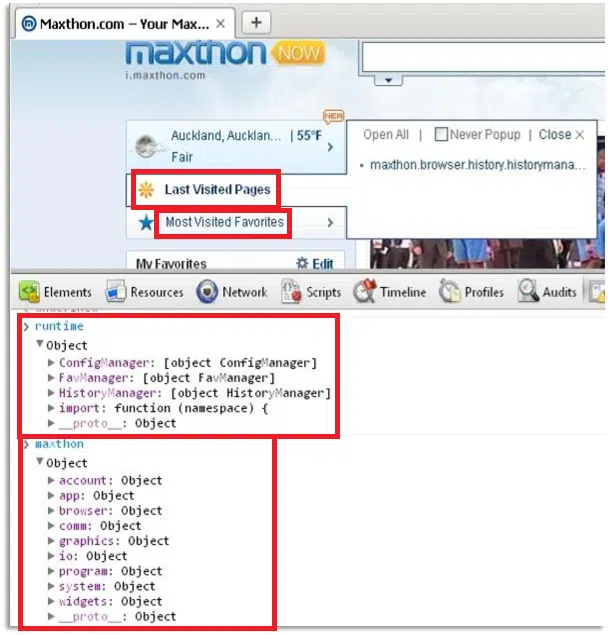 Maxthon.com – Your Max... × +
maxthon NOW
i.maxthon.com
NEW
Auckland, Aucklan... | 55°F
Fair
Open All | Never Popup | Close ×
maxthon.browser.history.historymana...
Last Visited Pages
Most Visited Favorites
My Favorites Edit
Elements Resources Network Scripts Timeline Profiles Audits
undefined
runtime
Object
ConfigManager: [object ConfigManager]
FavManager: [object FavManager]
HistoryManager: [object HistoryManager]
import: function (namespace) {
__proto__: Object
maxthon
Object
account: Object
app: Object
browser: Object
comm: Object
graphics: Object
io: Object
program: Object
system: Object
widgets: Object
__proto__: Object